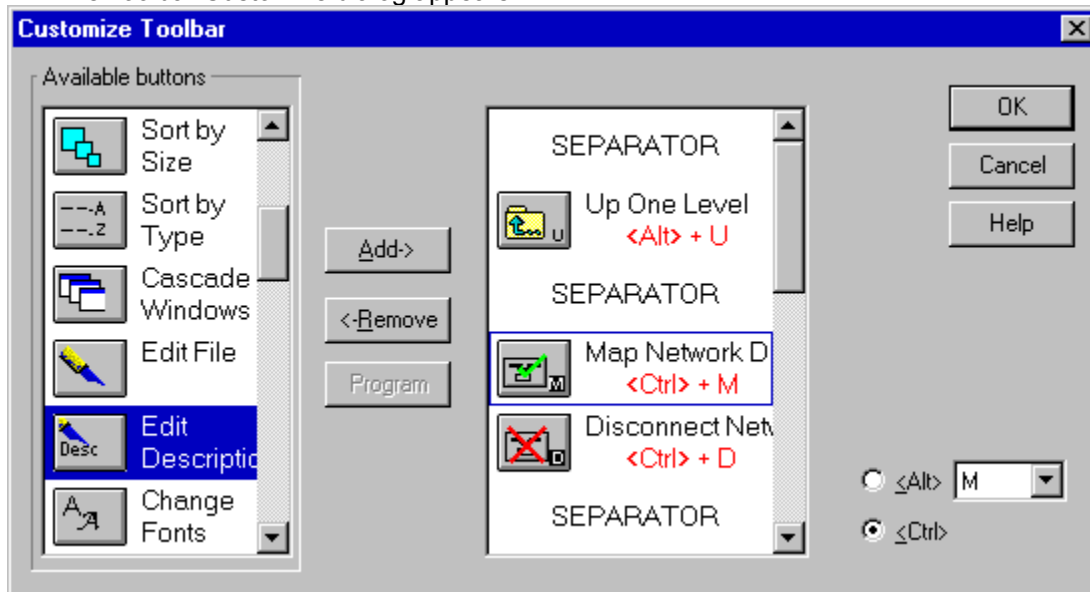 Customize Toolbar
Available buttons
Sort by
Size
---.A
---.Z
Sort by
Type
Cascade
Windows
Edit File
Desc
Edit
Descriptic
A
A
Change
Fonts
Add->
<-Remove
Program
SEPARATOR
U
Up One Level
<Alt> + U
SEPARATOR
M
Map Network D
<Ctrl> + M
D
Disconnect Netw
<Ctrl> + D
SEPARATOR
OK
Cancel
Help
<Alt>
M
<Ctrl>